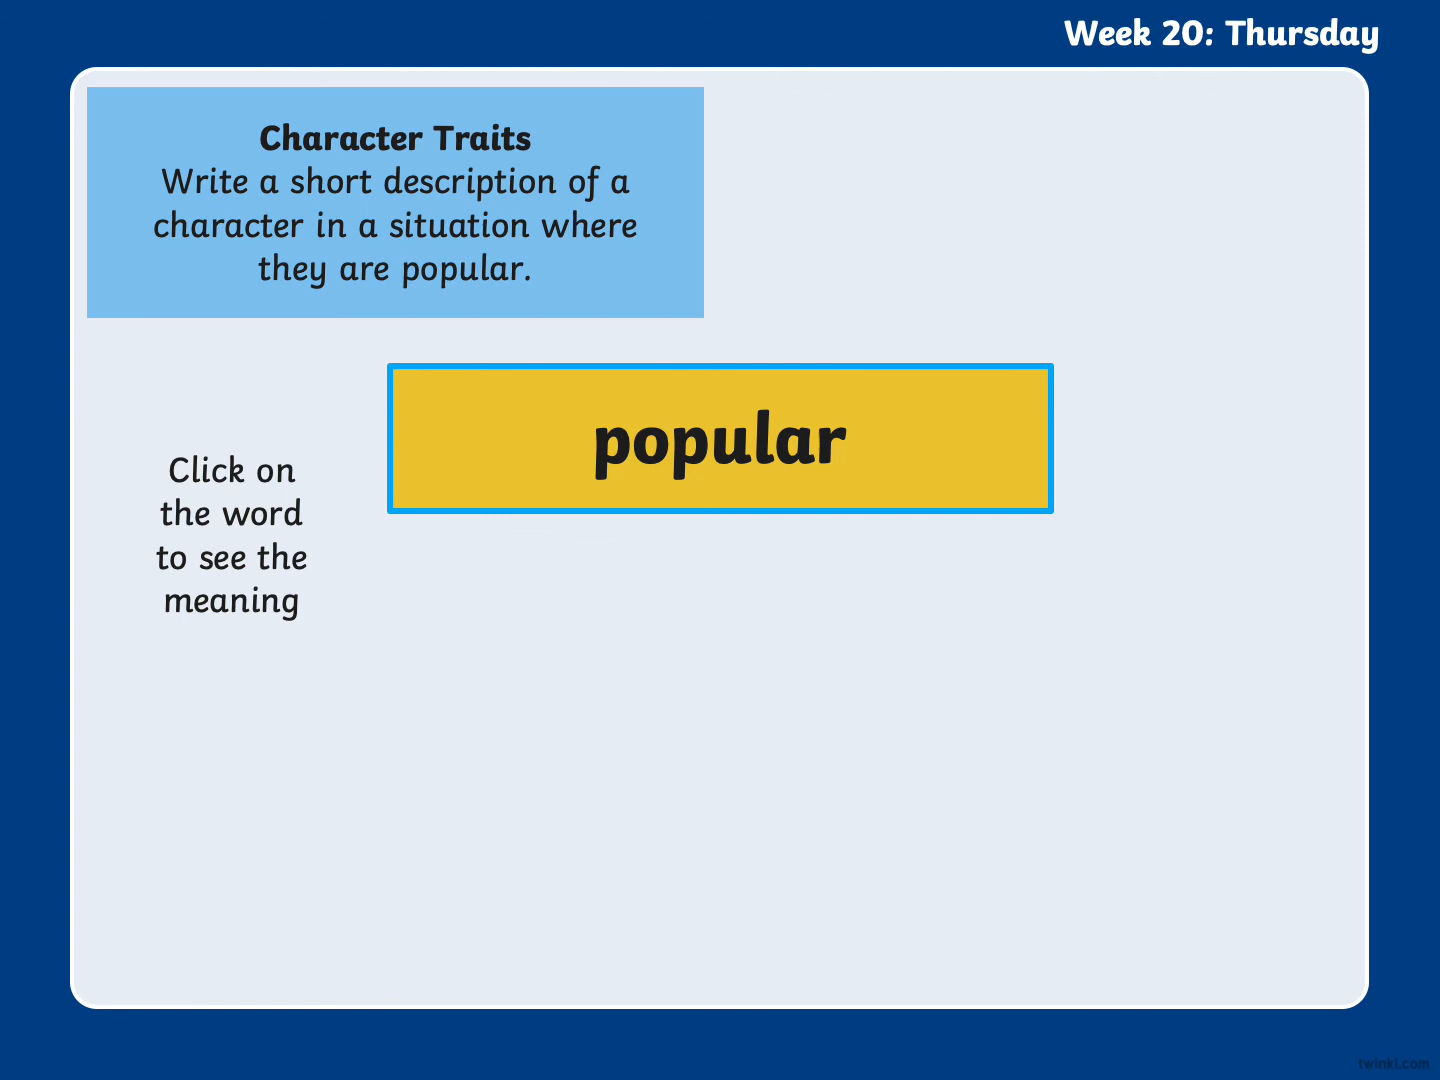 Week 20: Thursday
Character Traits
Write a short description of a
character in a situation where
they are popular.
popular
Click on
the word
to see the
meaning
twinkl.com